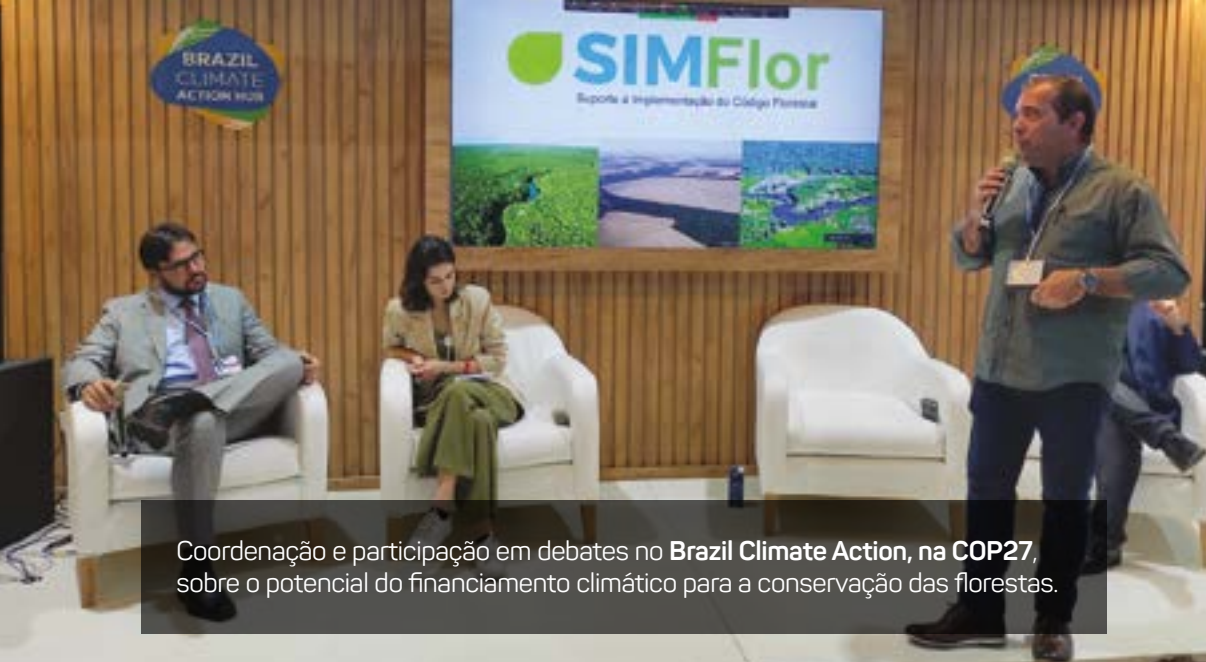 BRAZIL
CLIMATE
ACTION HUB
SIMFlor
Suporte à Implementação do Código Florestal
Coordenação e participação em debates no Brazil Climate Action, na COP27,
sobre o potencial do financiamento climático para a conservação das florestas.